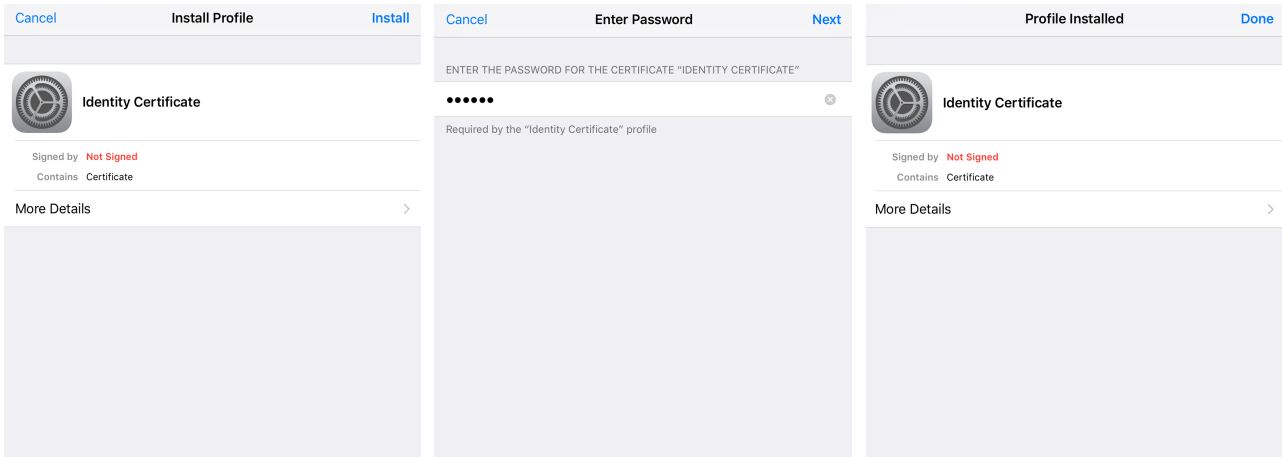 Cancel Install Profile Install
Identity Certificate
Signed by Not Signed
Contains Certificate
More Details
Cancel Enter Password Next
ENTER THE PASSWORD FOR THE CERTIFICATE “IDENTITY CERTIFICATE”
••••••
Required by the “Identity Certificate” profile
Profile Installed Done
Identity Certificate
Signed by Not Signed
Contains Certificate
More Details